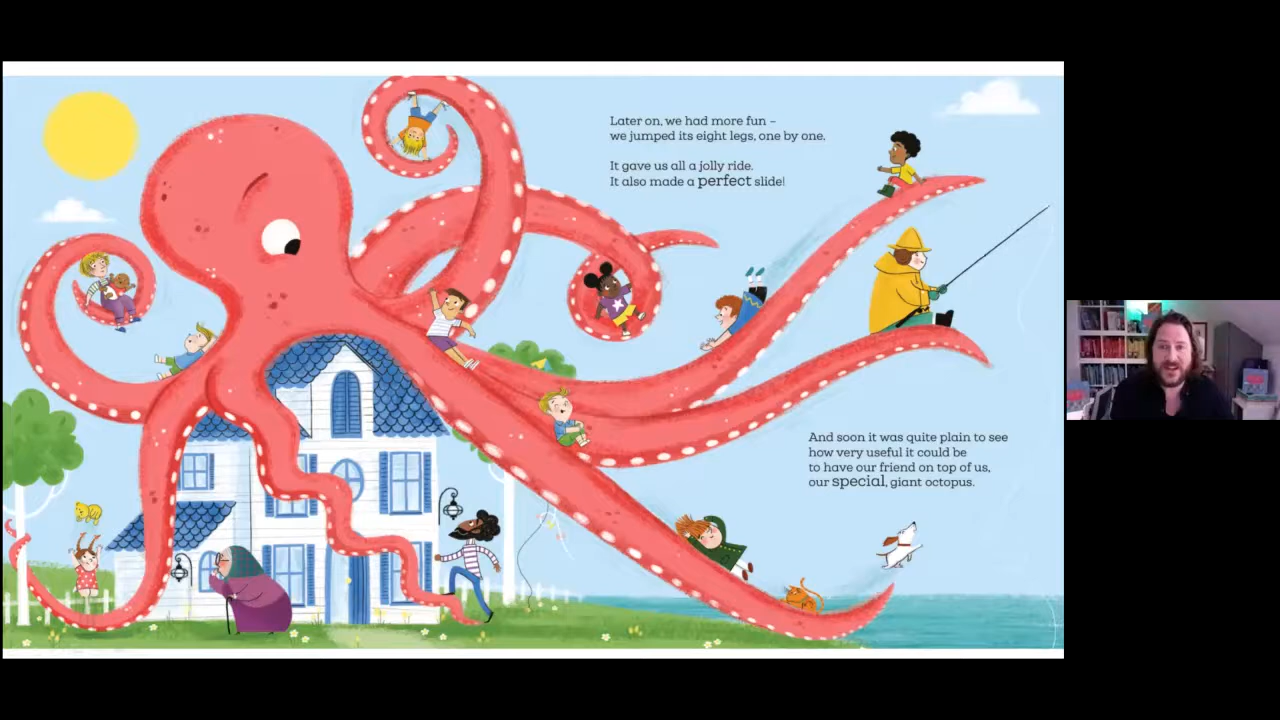 Later on, we had more fun –
we jumped its eight legs, one by one.
It gave us all a jolly ride.
It also made a perfect slide!
And soon it was quite plain to see
how very useful it could be
to have our friend on top of us,
our special, giant octopus.